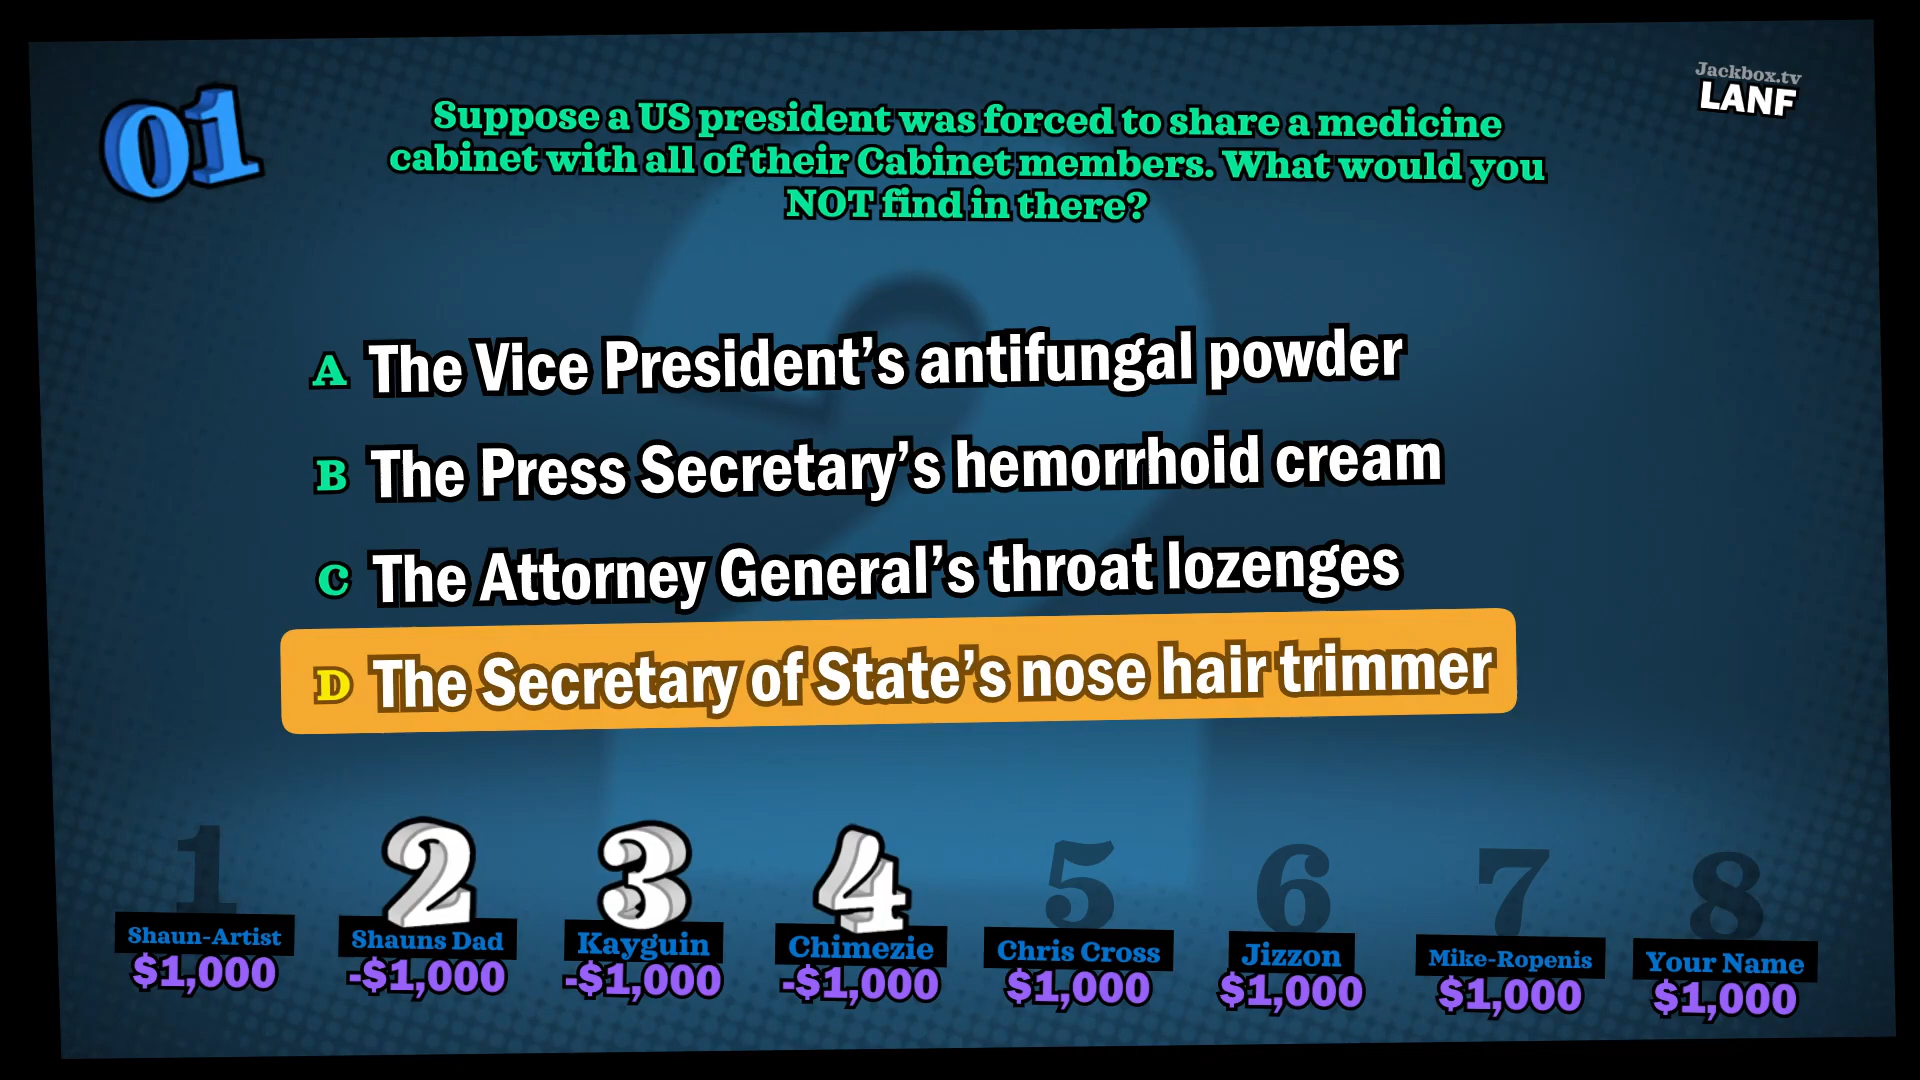 01
Jackbox.tv
LANF
Suppose a US president was forced to share a medicine
cabinet with all of their Cabinet members. What would you
NOT find in there?
A The Vice President's antifungal powder
B The Press Secretary's hemorrhoid cream
C The Attorney General's throat lozenges
D The Secretary of State's nose hair trimmer
1 2 3 4 5 6 7 8
Shaun-Artist Shauns Dad Kayguin Chimezie Chris Cross Jizzon Mike-Ropenis Your Name
$1,000 -$1,000 -$1,000 -$1,000 $1,000 $1,000 $1,000 $1,000